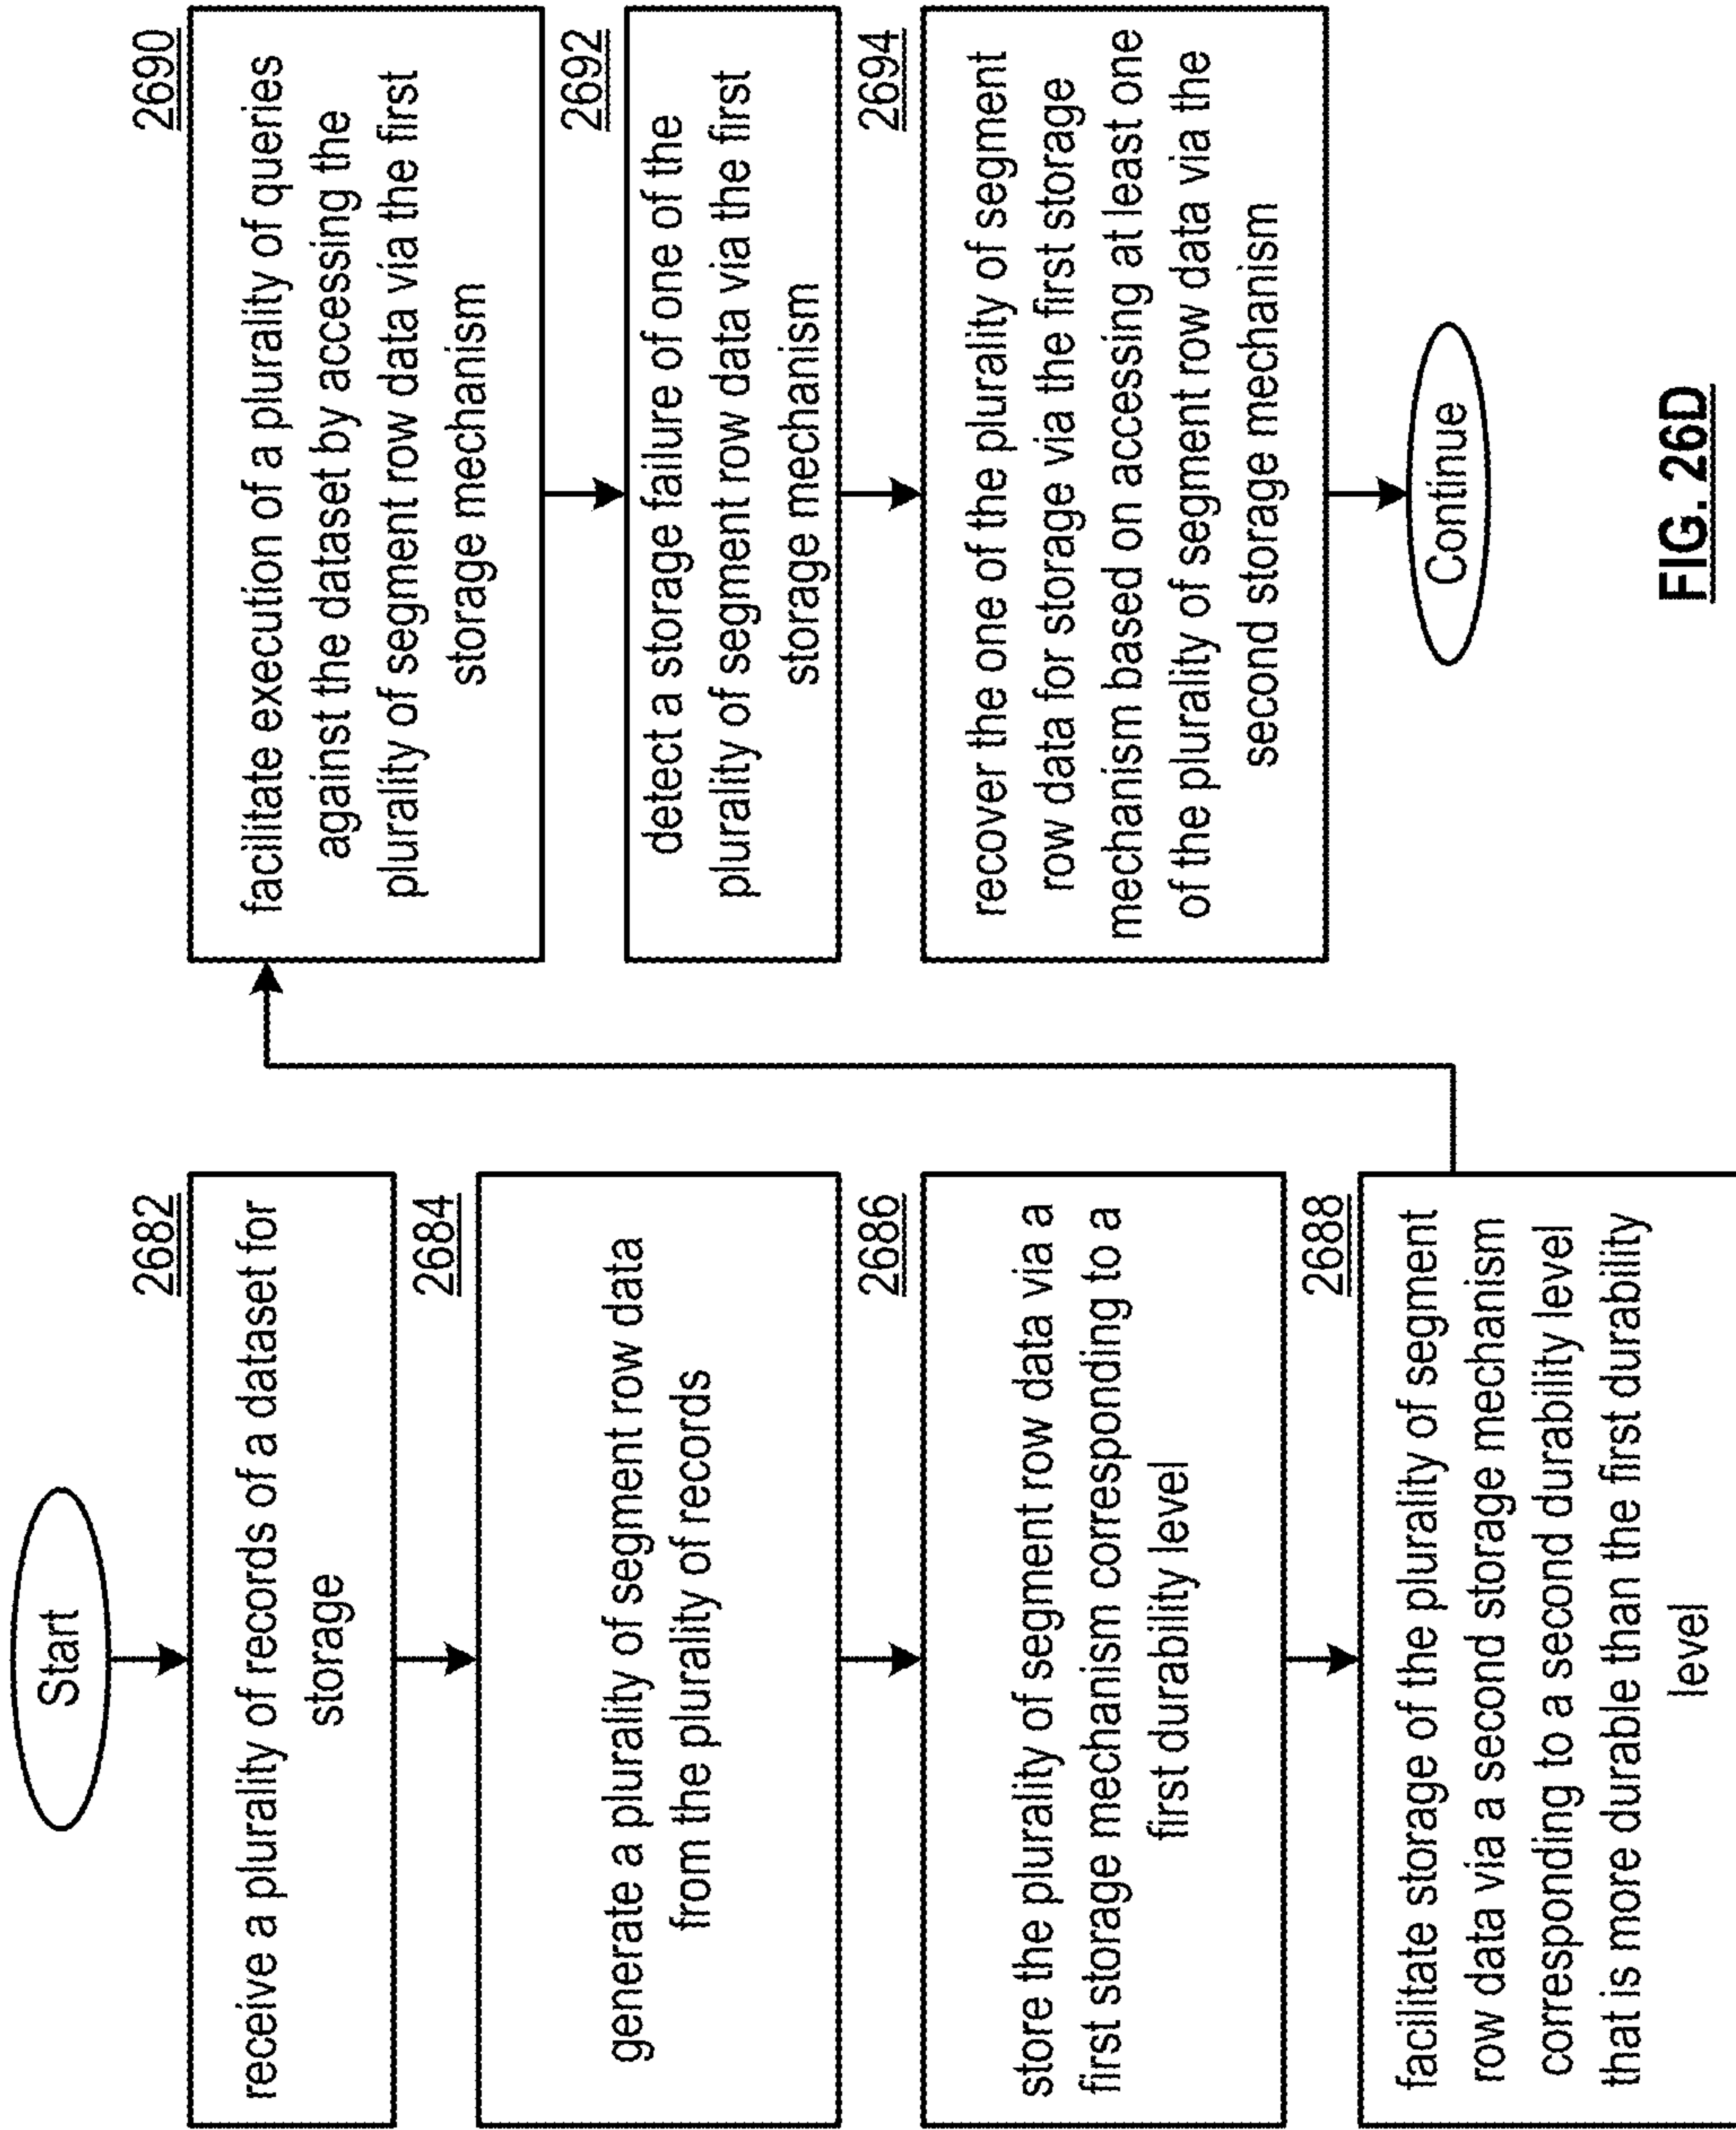 Start
2682
receive a plurality of records of a dataset for
storage
2684
generate a plurality of segment row data
from the plurality of records
2686
store the plurality of segment row data via a
first storage mechanism corresponding to a
first durability level
2688
facilitate storage of the plurality of segment
row data via a second storage mechanism
corresponding to a second durability level
that is more durable than the first durability
level
2690
facilitate execution of a plurality of queries
against the dataset by accessing the
plurality of segment row data via the first
storage mechanism
2692
detect a storage failure of one of the
plurality of segment row data via the first
storage mechanism
2694
recover the one of the plurality of segment
row data for storage via the first storage
mechanism based on accessing at least one
of the plurality of segment row data via the
second storage mechanism
Continue
FIG. 26D